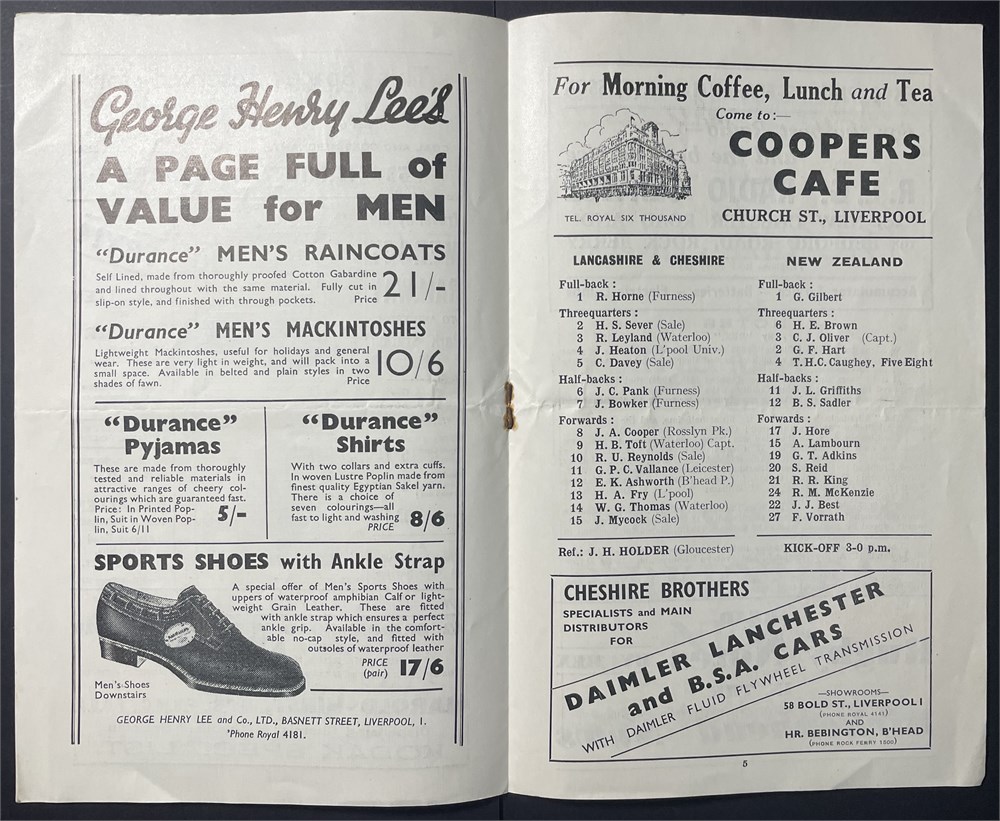 George Henry Lee's
A PAGE FULL of
VALUE for MEN
"Durance" MEN'S RAINCOATS
Self Lined, made from thoroughly proofed Cotton Gabardine
and lined throughout with the same material. Fully cut in
slip-on style, and finished with through pockets. Price
21/-
"Durance" MEN'S MACKINTOSHES
Lightweight Mackintoshes, useful for holidays and general
wear. These are very light in weight, and will pack into a
small space. Available in belted and plain styles in two
shades of fawn. Price
10/6
"Durance"
Pyjamas
These are made from thoroughly
tested and reliable materials in
attractive ranges of cheery col-
ourings which are guaranteed fast.
Price: In Printed Pop-
lin, Suit in Woven Pop-
lin, Suit 6/11
5/-
"Durance"
Shirts
With two collars and extra cuffs.
In woven Lustre Poplin made from
finest quality Egyptian Sakel yarn.
There is a choice of
seven colourings—all
fast to light and washing
PRICE
8/6
SPORTS SHOES with Ankle Strap
A special offer of Men's Sports Shoes with
uppers of waterproof amphibian Calf or light-
weight Grain Leather. These are fitted
with ankle strap which ensures a perfect
ankle grip. Available in the comfort-
able no-cap style, and fitted with
outsoles of waterproof leather
PRICE
(pair)
17/6
Men's Shoes
Downstairs
GEORGE HENRY LEE and Co., LTD., BASNETT STREET, LIVERPOOL, 1.
'Phone Royal 4181.
For Morning Coffee, Lunch and Tea
Come to:—
COOPERS
CAFE
TEL. ROYAL SIX THOUSAND
CHURCH ST., LIVERPOOL
LANCASHIRE & CHESHIRE
Full-back :
1 R. Horne (Furness)
Threequarters :
2 H. S. Sever (Sale)
3 R. Leyland (Waterloo)
4 J. Heaton (L'pool Univ.)
5 C. Davey (Sale)
Half-backs :
6 J. C. Pank (Furness)
7 J. Bowker (Furness)
Forwards :
8 J. A. Cooper (Rosslyn Pk.)
9 H. B. Toft (Waterloo) Capt.
10 R. U. Reynolds (Sale)
11 G. P. C. Vallance (Leicester)
12 E. K. Ashworth (B'head P.)
13 H. A. Fry (L'pool)
14 W. G. Thomas (Waterloo)
15 J. Mycock (Sale)
Ref.: J. H. HOLDER (Gloucester)
NEW ZEALAND
Full-back :
1 G. Gilbert
Threequarters :
6 H. E. Brown
3 C. J. Oliver (Capt.)
2 G. F. Hart
4 T.H.C. Caughey, Five Eight
Half-backs :
11 J. L. Griffiths
12 B. S. Sadler
Forwards :
17 J. Hore
15 A. Lambourn
19 G. T. Adkins
20 S. Reid
21 R. R. King
24 R. M. McKenzie
22 J. J. Best
27 F. Vorrath
KICK-OFF 3-0 p.m.
CHESHIRE BROTHERS
SPECIALISTS and MAIN
DISTRIBUTORS
FOR
DAIMLER LANCHESTER
and B.S.A. CARS
WITH DAIMLER FLUID FLYWHEEL TRANSMISSION
—SHOWROOMS—
58 BOLD ST., LIVERPOOL 1
(PHONE ROYAL 4141)
AND
HR. BEBINGTON, B'HEAD
(PHONE ROCK FERRY 1500)
5